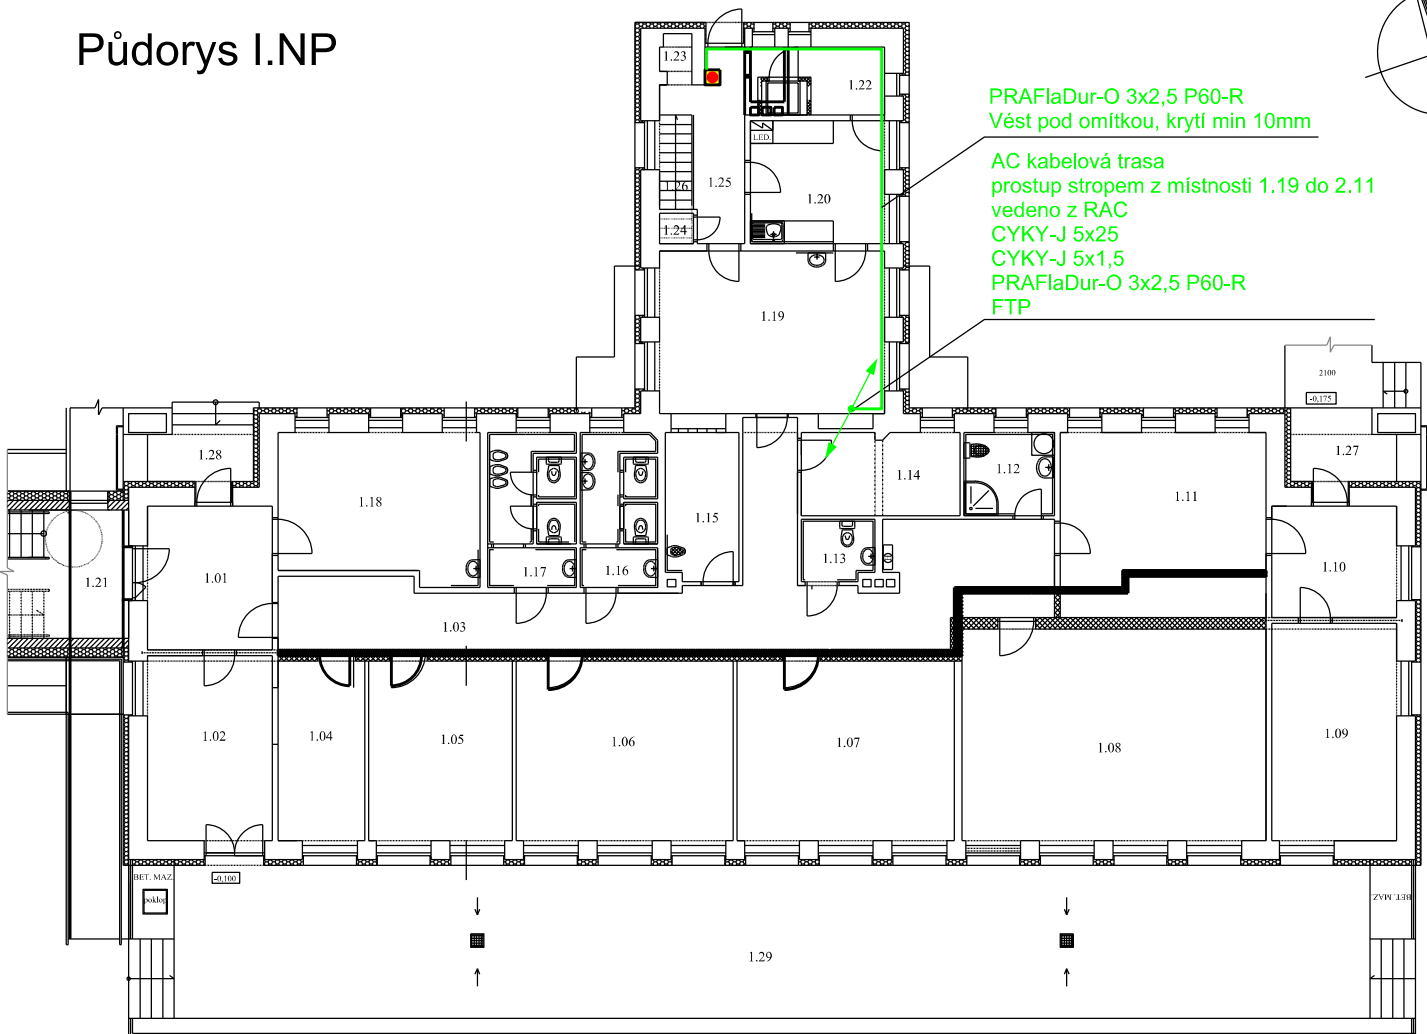 Půdorys I.NP
1.23
1.22
PRAFlaDur-O 3x2,5 P60-R
Vést pod omítkou, krytí min 10mm
LED.
AC kabelová trasa
prostup stropem z místnosti 1.19 do 2.11
vedeno z RAC
CYKY-J 5x25
CYKY-J 5x1,5
PRAFlaDur-O 3x2,5 P60-R
FTP
1.25
1.26
1.20
1.24
1.19
2100
-0,175
1.28
1.27
1.12
1.14
1.18
1.11
1.15
1.13
1.21
1.01
1.17
1.16
1.10
1.03
1.02
1.04
1.05
1.06
1.07
1.08
1.09
BET. MAZ.
-0,100
poklop
BET. MAZ.
1.29